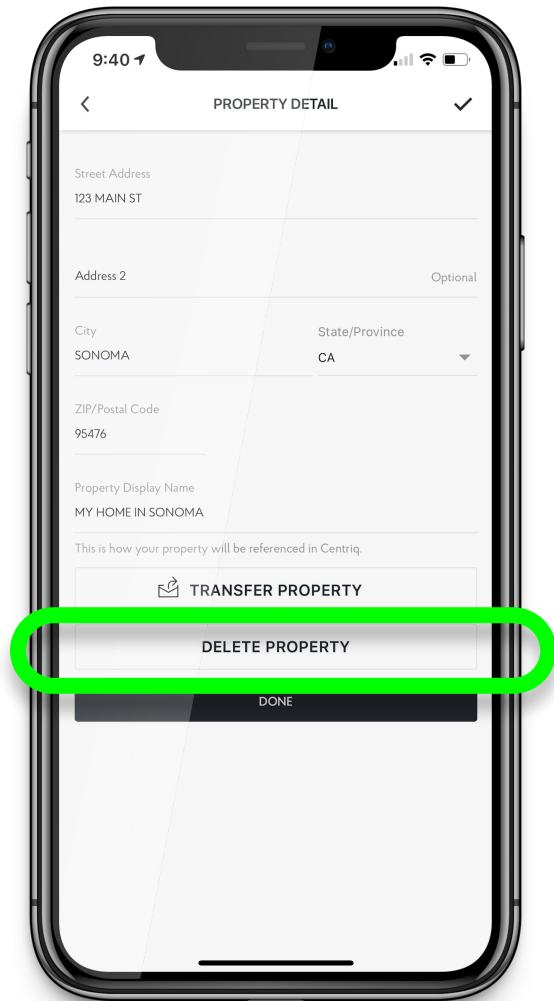 9:40
PROPERTY DETAIL
Street Address
123 MAIN ST
Address 2 Optional
City State/Province
SONOMA CA
ZIP/Postal Code
95476
Property Display Name
MY HOME IN SONOMA
This is how your property will be referenced in Centriq.
TRANSFER PROPERTY
DELETE PROPERTY
DONE